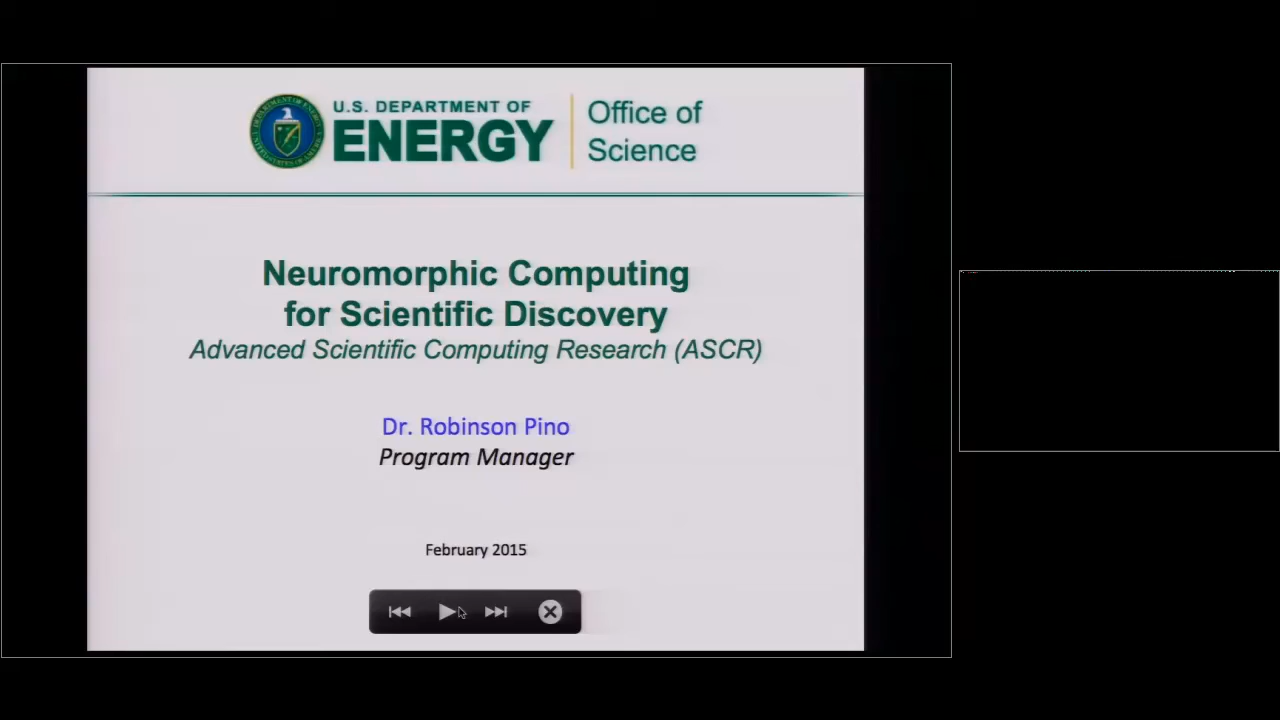 U.S. DEPARTMENT OF
ENERGY
Office of
Science
Neuromorphic Computing
for Scientific Discovery
Advanced Scientific Computing Research (ASCR)
Dr. Robinson Pino
Program Manager
February 2015